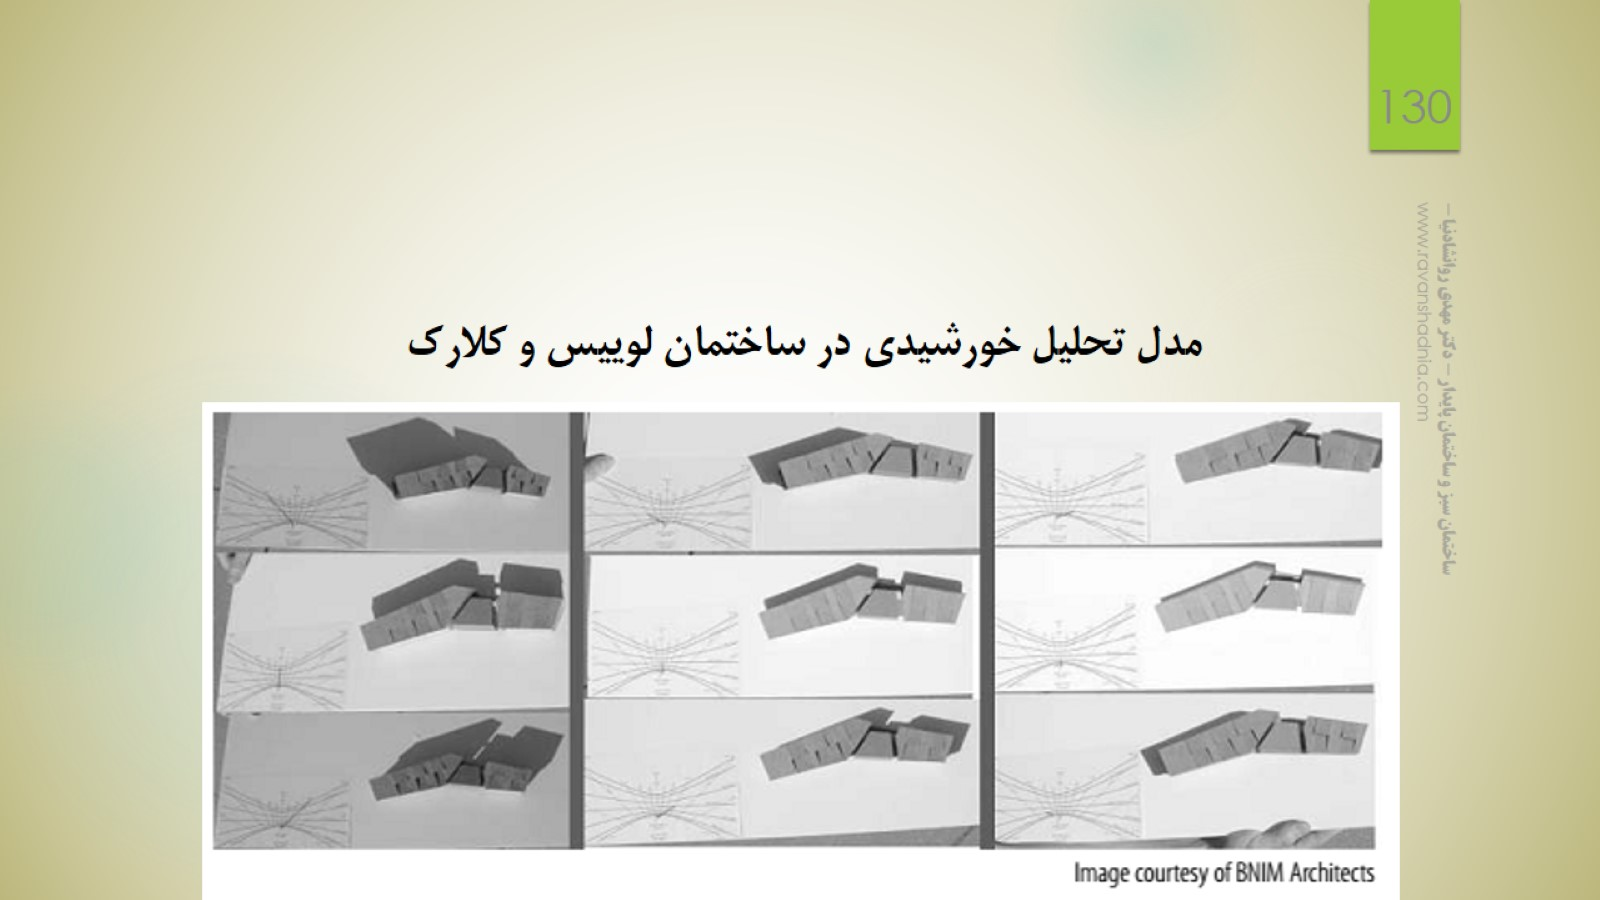 130
ساختمان سبز و ساختمان پایدار – دکتر مهدی روانشادنیا –
www.ravanshadnia.com
مدل تحلیل خورشیدی در ساختمان لوییس و کلارک
Image courtesy of BNIM Architects